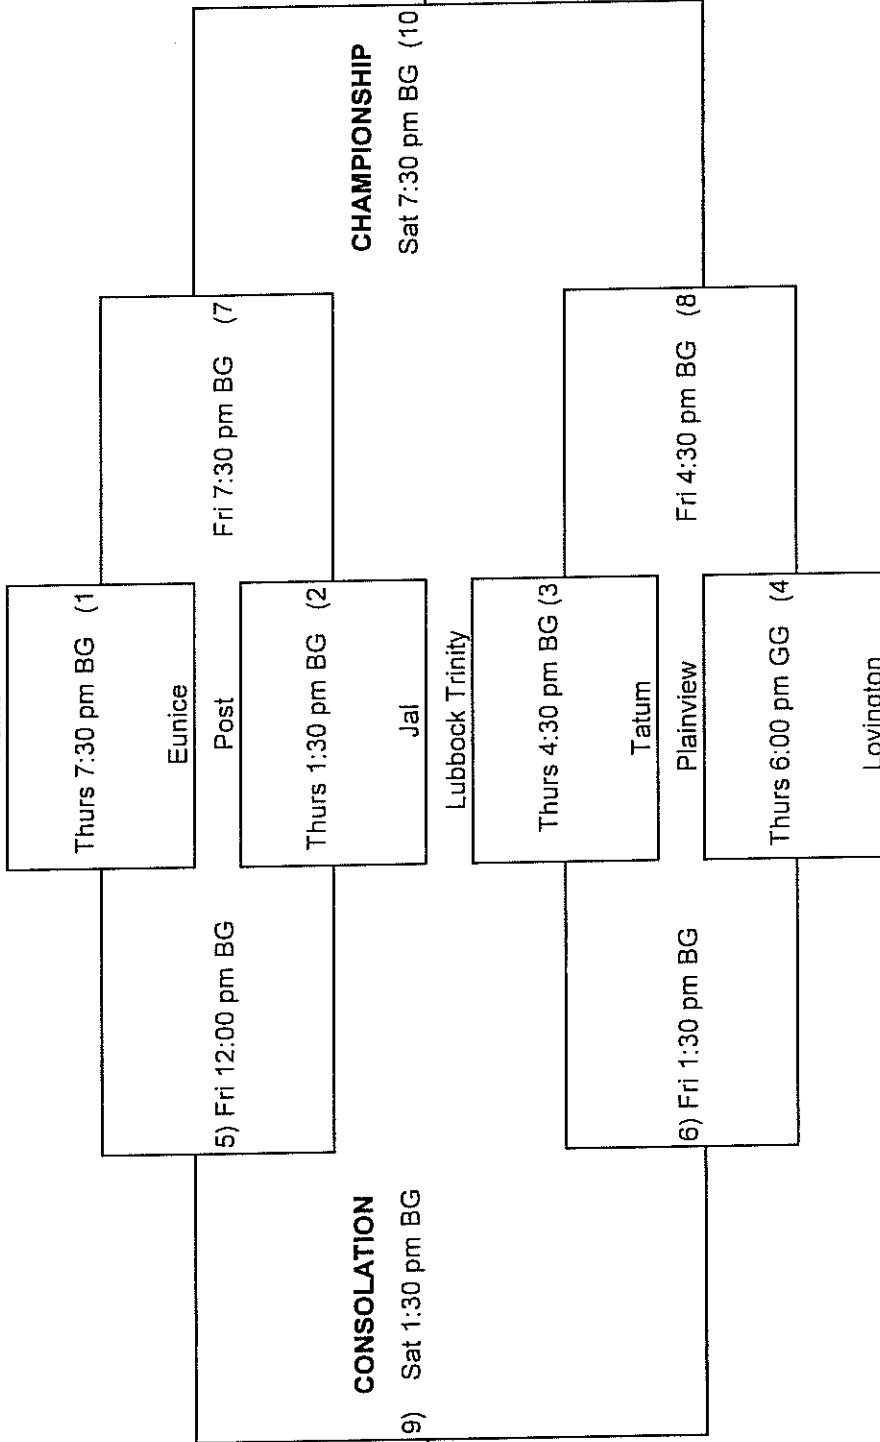 Thurs 7:30 pm BG (1
Eunice
Post
Thurs 1:30 pm BG (2
Jal
Lubbock Trinity
Thurs 4:30 pm BG (3
Tatum
Plainview
Thurs 6:00 pm GG (4
Lovington
5) Fri 12:00 pm BG
6) Fri 1:30 pm BG
Fri 7:30 pm BG (7
Fri 4:30 pm BG (8
CONSOLATION
9) Sat 1:30 pm BG
CHAMPIONSHIP
Sat 7:30 pm BG (10